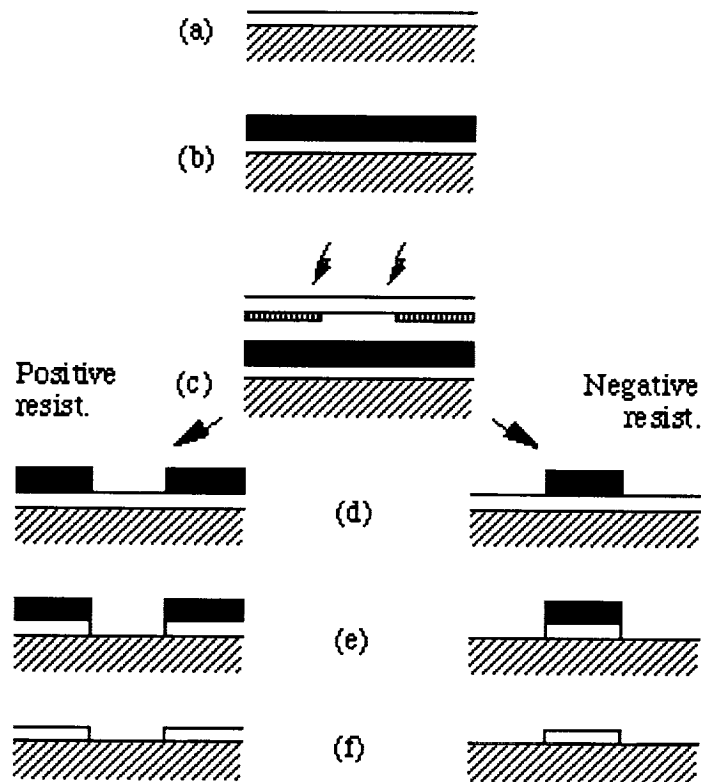 (a)
(b)
Positive
resist.
(c)
Negative
resist.
(d)
(e)
(f)